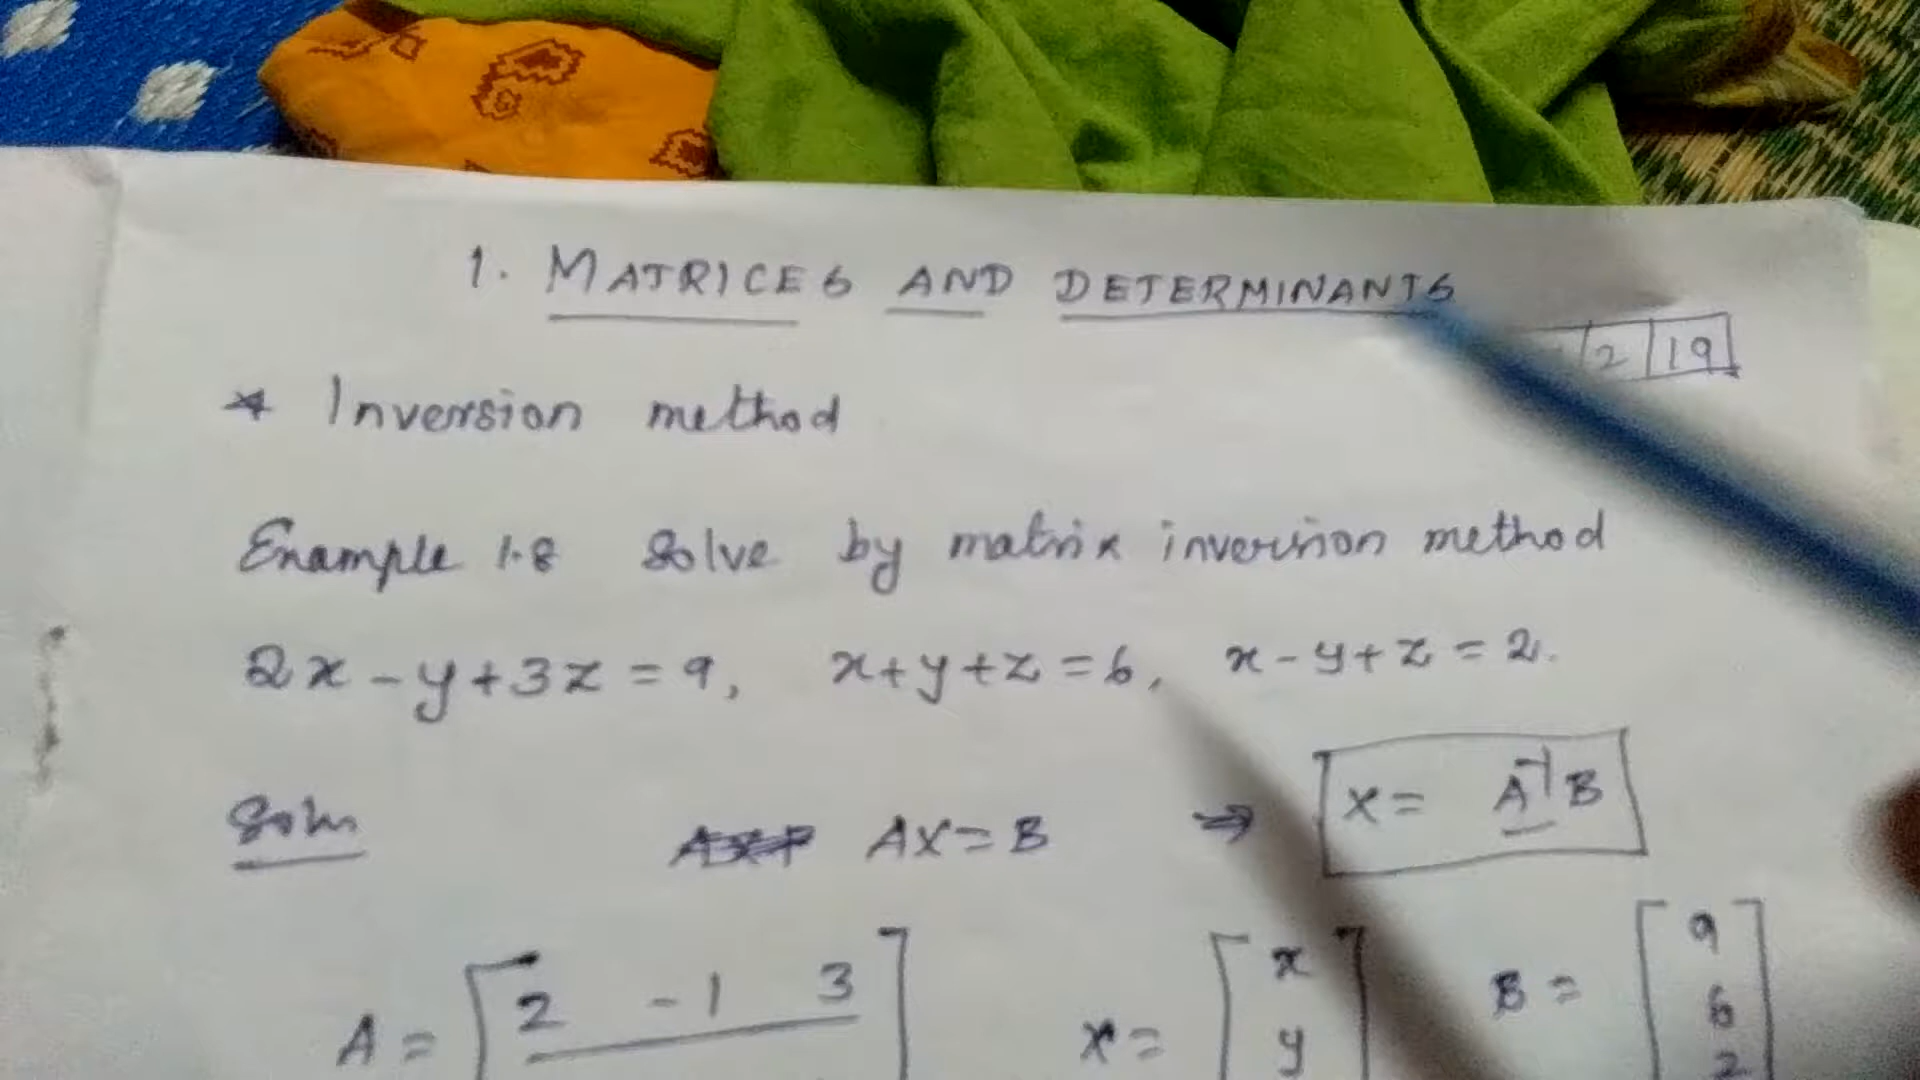 1. MATRICES AND DETERMINANTS
2 19
* Inversion method
Example 1.8 Solve by matrix inversion method
2x - y + 3z = 9, x + y + z = 6, x - y + z = 2.
Soln AX = B ⇒ X = A⁻¹B
A = [ 2 -1 3 ] X = [ x y B = [ 9 6 2